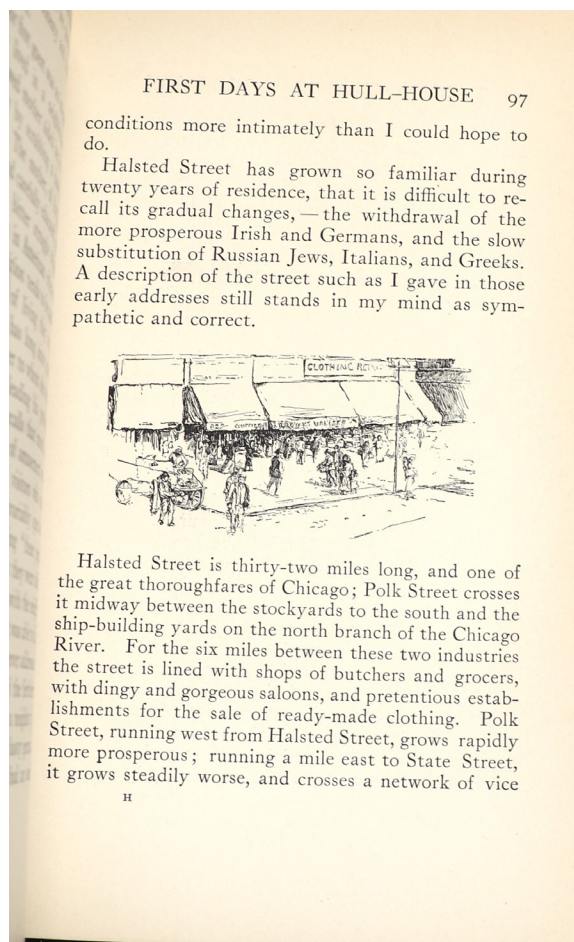 FIRST DAYS AT HULL-HOUSE 97
conditions more intimately than I could hope to
do.
Halsted Street has grown so familiar during
twenty years of residence, that it is difficult to re-
call its gradual changes, — the withdrawal of the
more prosperous Irish and Germans, and the slow
substitution of Russian Jews, Italians, and Greeks.
A description of the street such as I gave in those
early addresses still stands in my mind as sym-
pathetic and correct.
CLOTHING
Halsted Street is thirty-two miles long, and one of
the great thoroughfares of Chicago; Polk Street crosses
it midway between the stockyards to the south and the
ship-building yards on the north branch of the Chicago
River. For the six miles between these two industries
the street is lined with shops of butchers and grocers,
with dingy and gorgeous saloons, and pretentious estab-
lishments for the sale of ready-made clothing. Polk
Street, running west from Halsted Street, grows rapidly
more prosperous; running a mile east to State Street,
it grows steadily worse, and crosses a network of vice
H